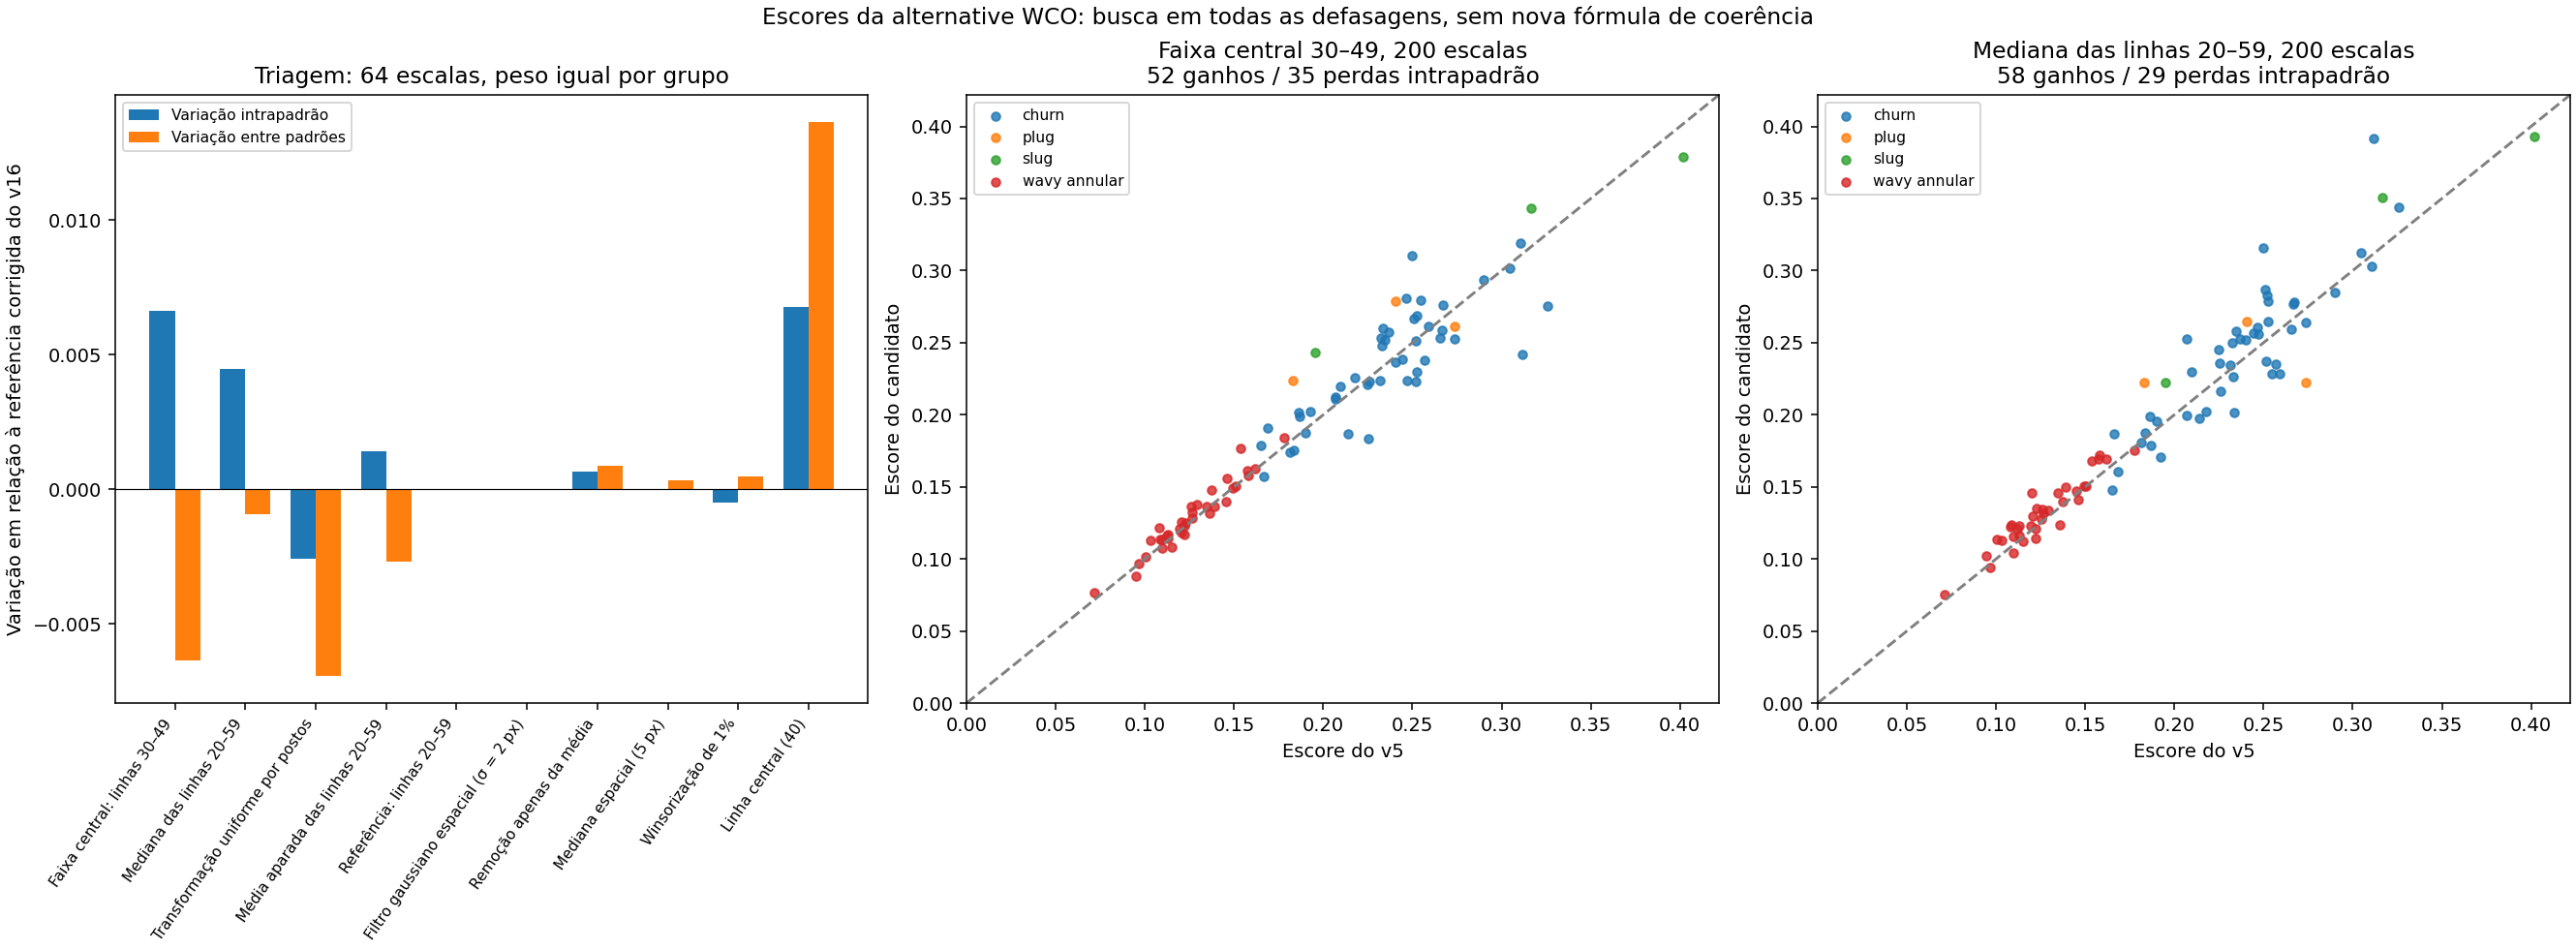 Escores da alternative WCO: busca em todas as defasagens, sem nova fórmula de coerência
Triagem: 64 escalas, peso igual por grupo
Variação intrapadrão
Variação entre padrões
Variação em relação à referência corrigida do v16
0.010
0.005
0.000
−0.005
Faixa central: linhas 30–49
Mediana das linhas 20–59
Transformação uniforme por postos
Média aparada das linhas 20–59
Referência: linhas 20–59
Filtro gaussiano espacial (σ = 2 px)
Remoção apenas da média
Mediana espacial (5 px)
Winsorização de 1%
Linha central (40)
Faixa central 30–49, 200 escalas
52 ganhos / 35 perdas intrapadrão
churn
plug
slug
wavy annular
Escore do candidato
0.40
0.35
0.30
0.25
0.20
0.15
0.10
0.05
0.00
0.00 0.05 0.10 0.15 0.20 0.25 0.30 0.35 0.40
Escore do v5
Mediana das linhas 20–59, 200 escalas
58 ganhos / 29 perdas intrapadrão
churn
plug
slug
wavy annular
Escore do candidato
0.40
0.35
0.30
0.25
0.20
0.15
0.10
0.05
0.00
0.00 0.05 0.10 0.15 0.20 0.25 0.30 0.35 0.40
Escore do v5